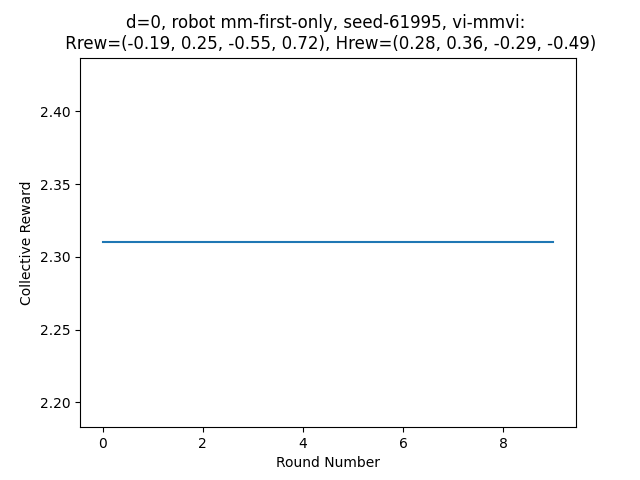 d=0, robot mm-first-only, seed-61995, vi-mmvi:
Rrew=(-0.19, 0.25, -0.55, 0.72), Hrew=(0.28, 0.36, -0.29, -0.49)
2.40
2.35
2.30
2.25
2.20
Collective Reward
0 2 4 6 8
Round Number